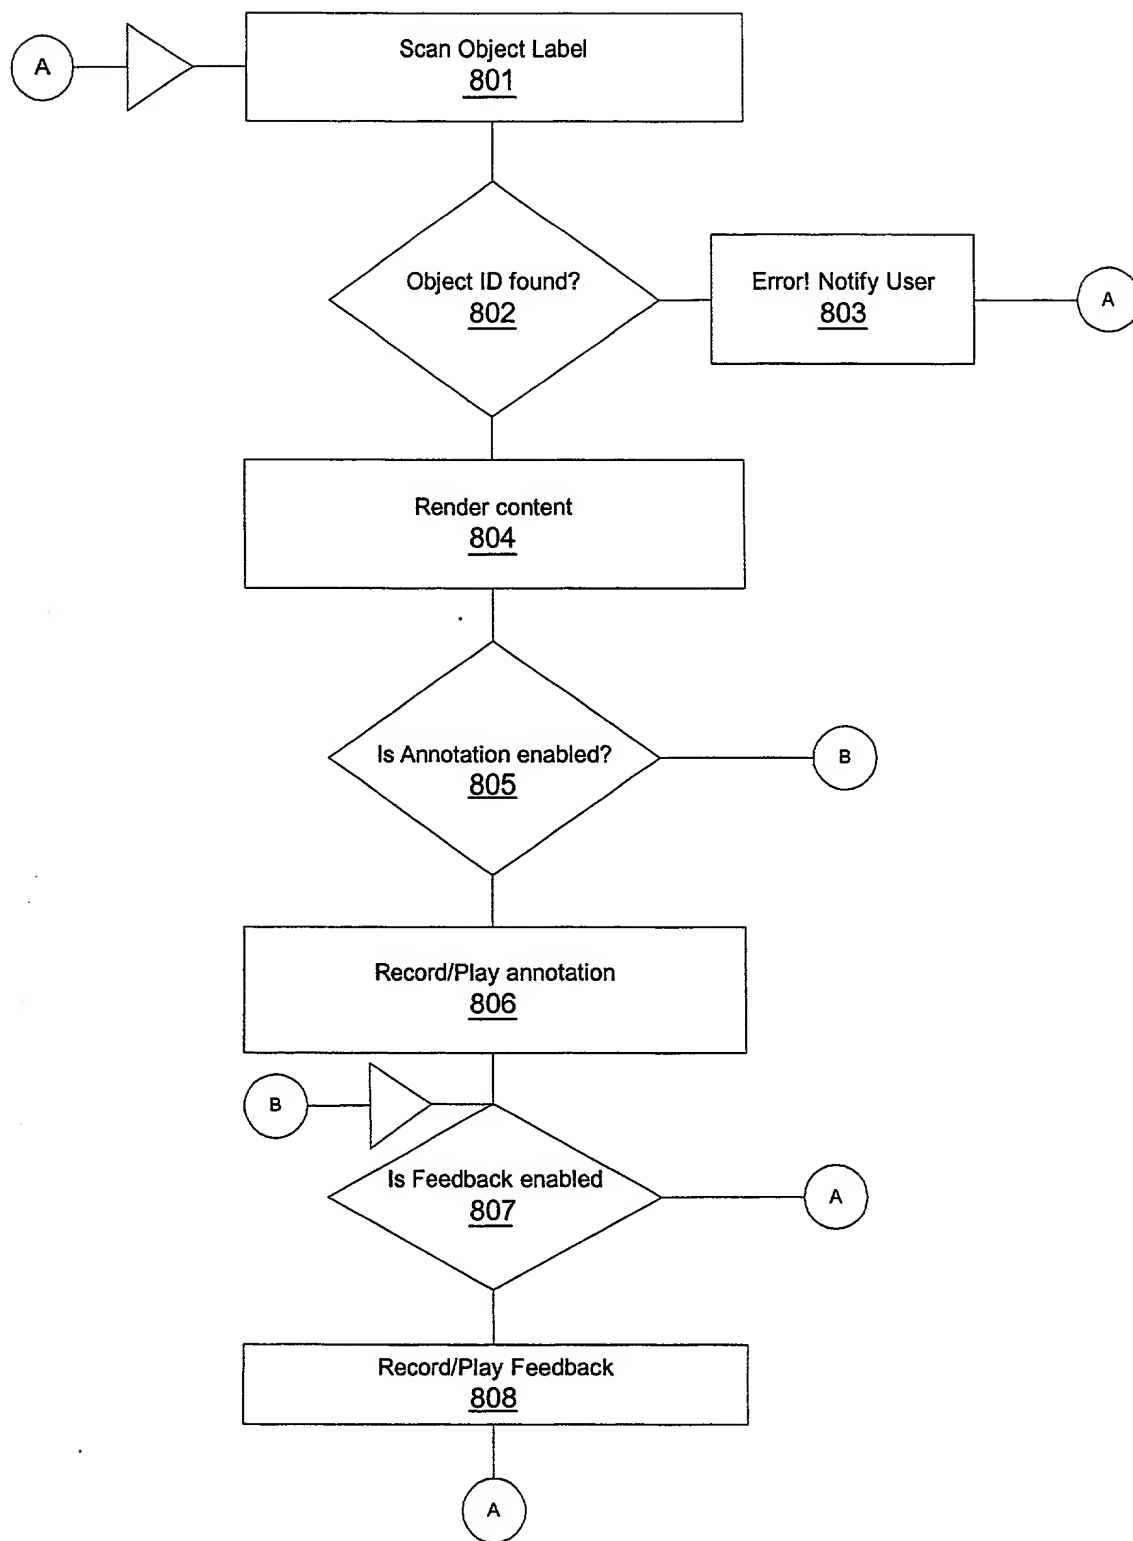 A
Scan Object Label
801
Object ID found?
802
Error! Notify User
803
A
Render content
804
Is Annotation enabled?
805
B
Record/Play annotation
806
B
Is Feedback enabled
807
A
Record/Play Feedback
808
A